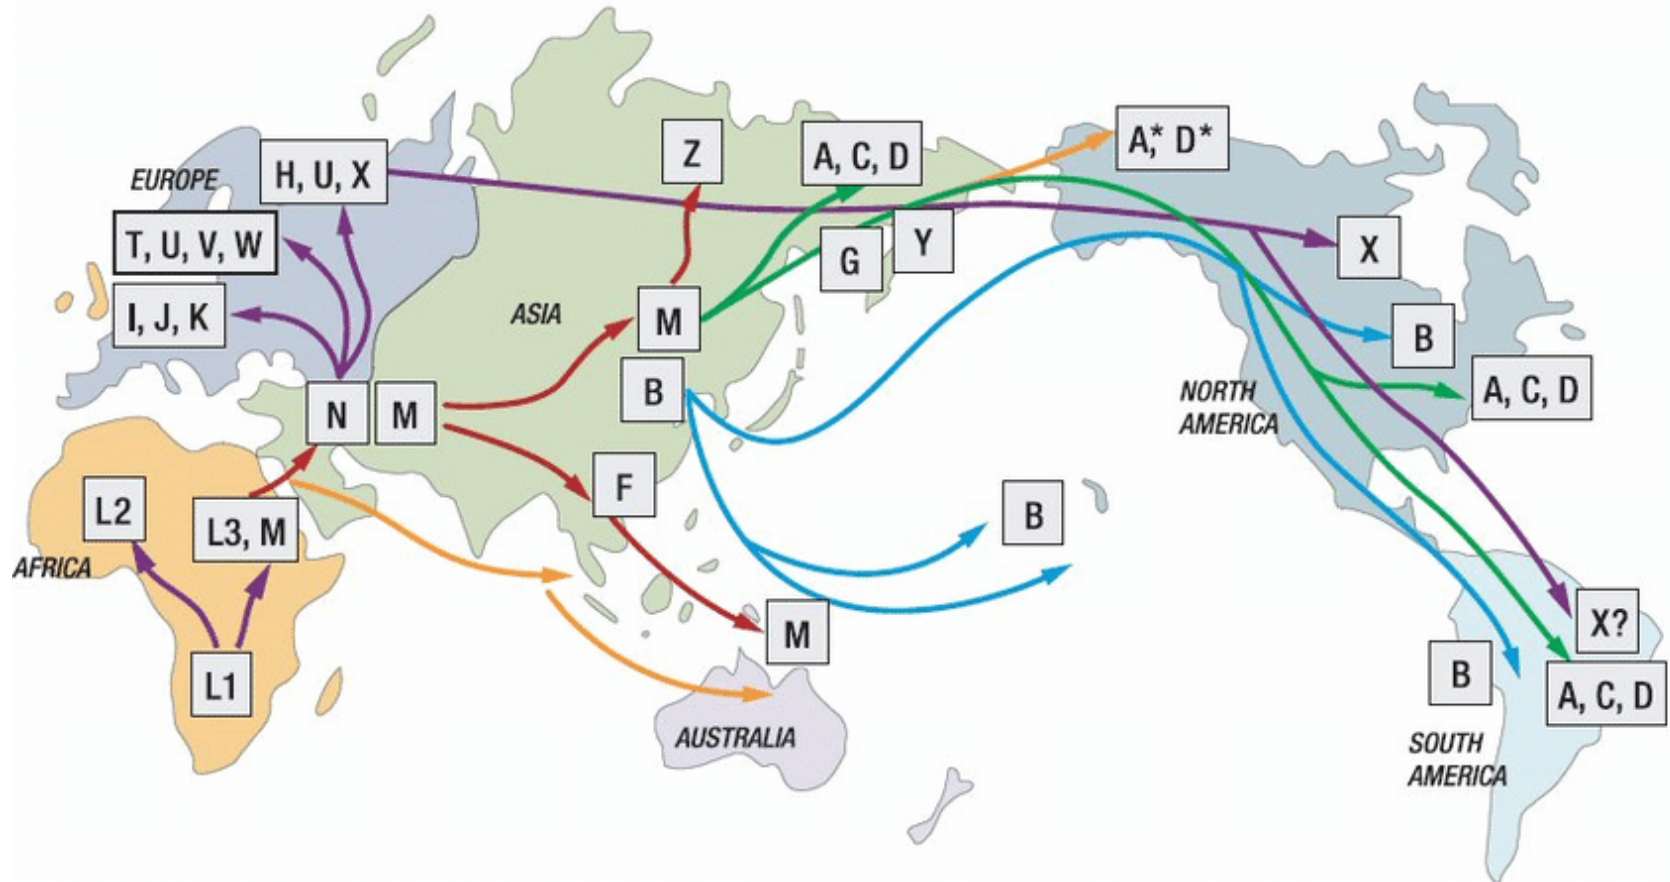 EUROPE
H, U, X
T, U, V, W
I, J, K
Z
A, C, D
A* D*
Y
G
X
ASIA
M
B
B
NORTH
AMERICA
A, C, D
N
M
F
B
L2
L3, M
AFRICA
L1
M
AUSTRALIA
X?
B
A, C, D
SOUTH
AMERICA